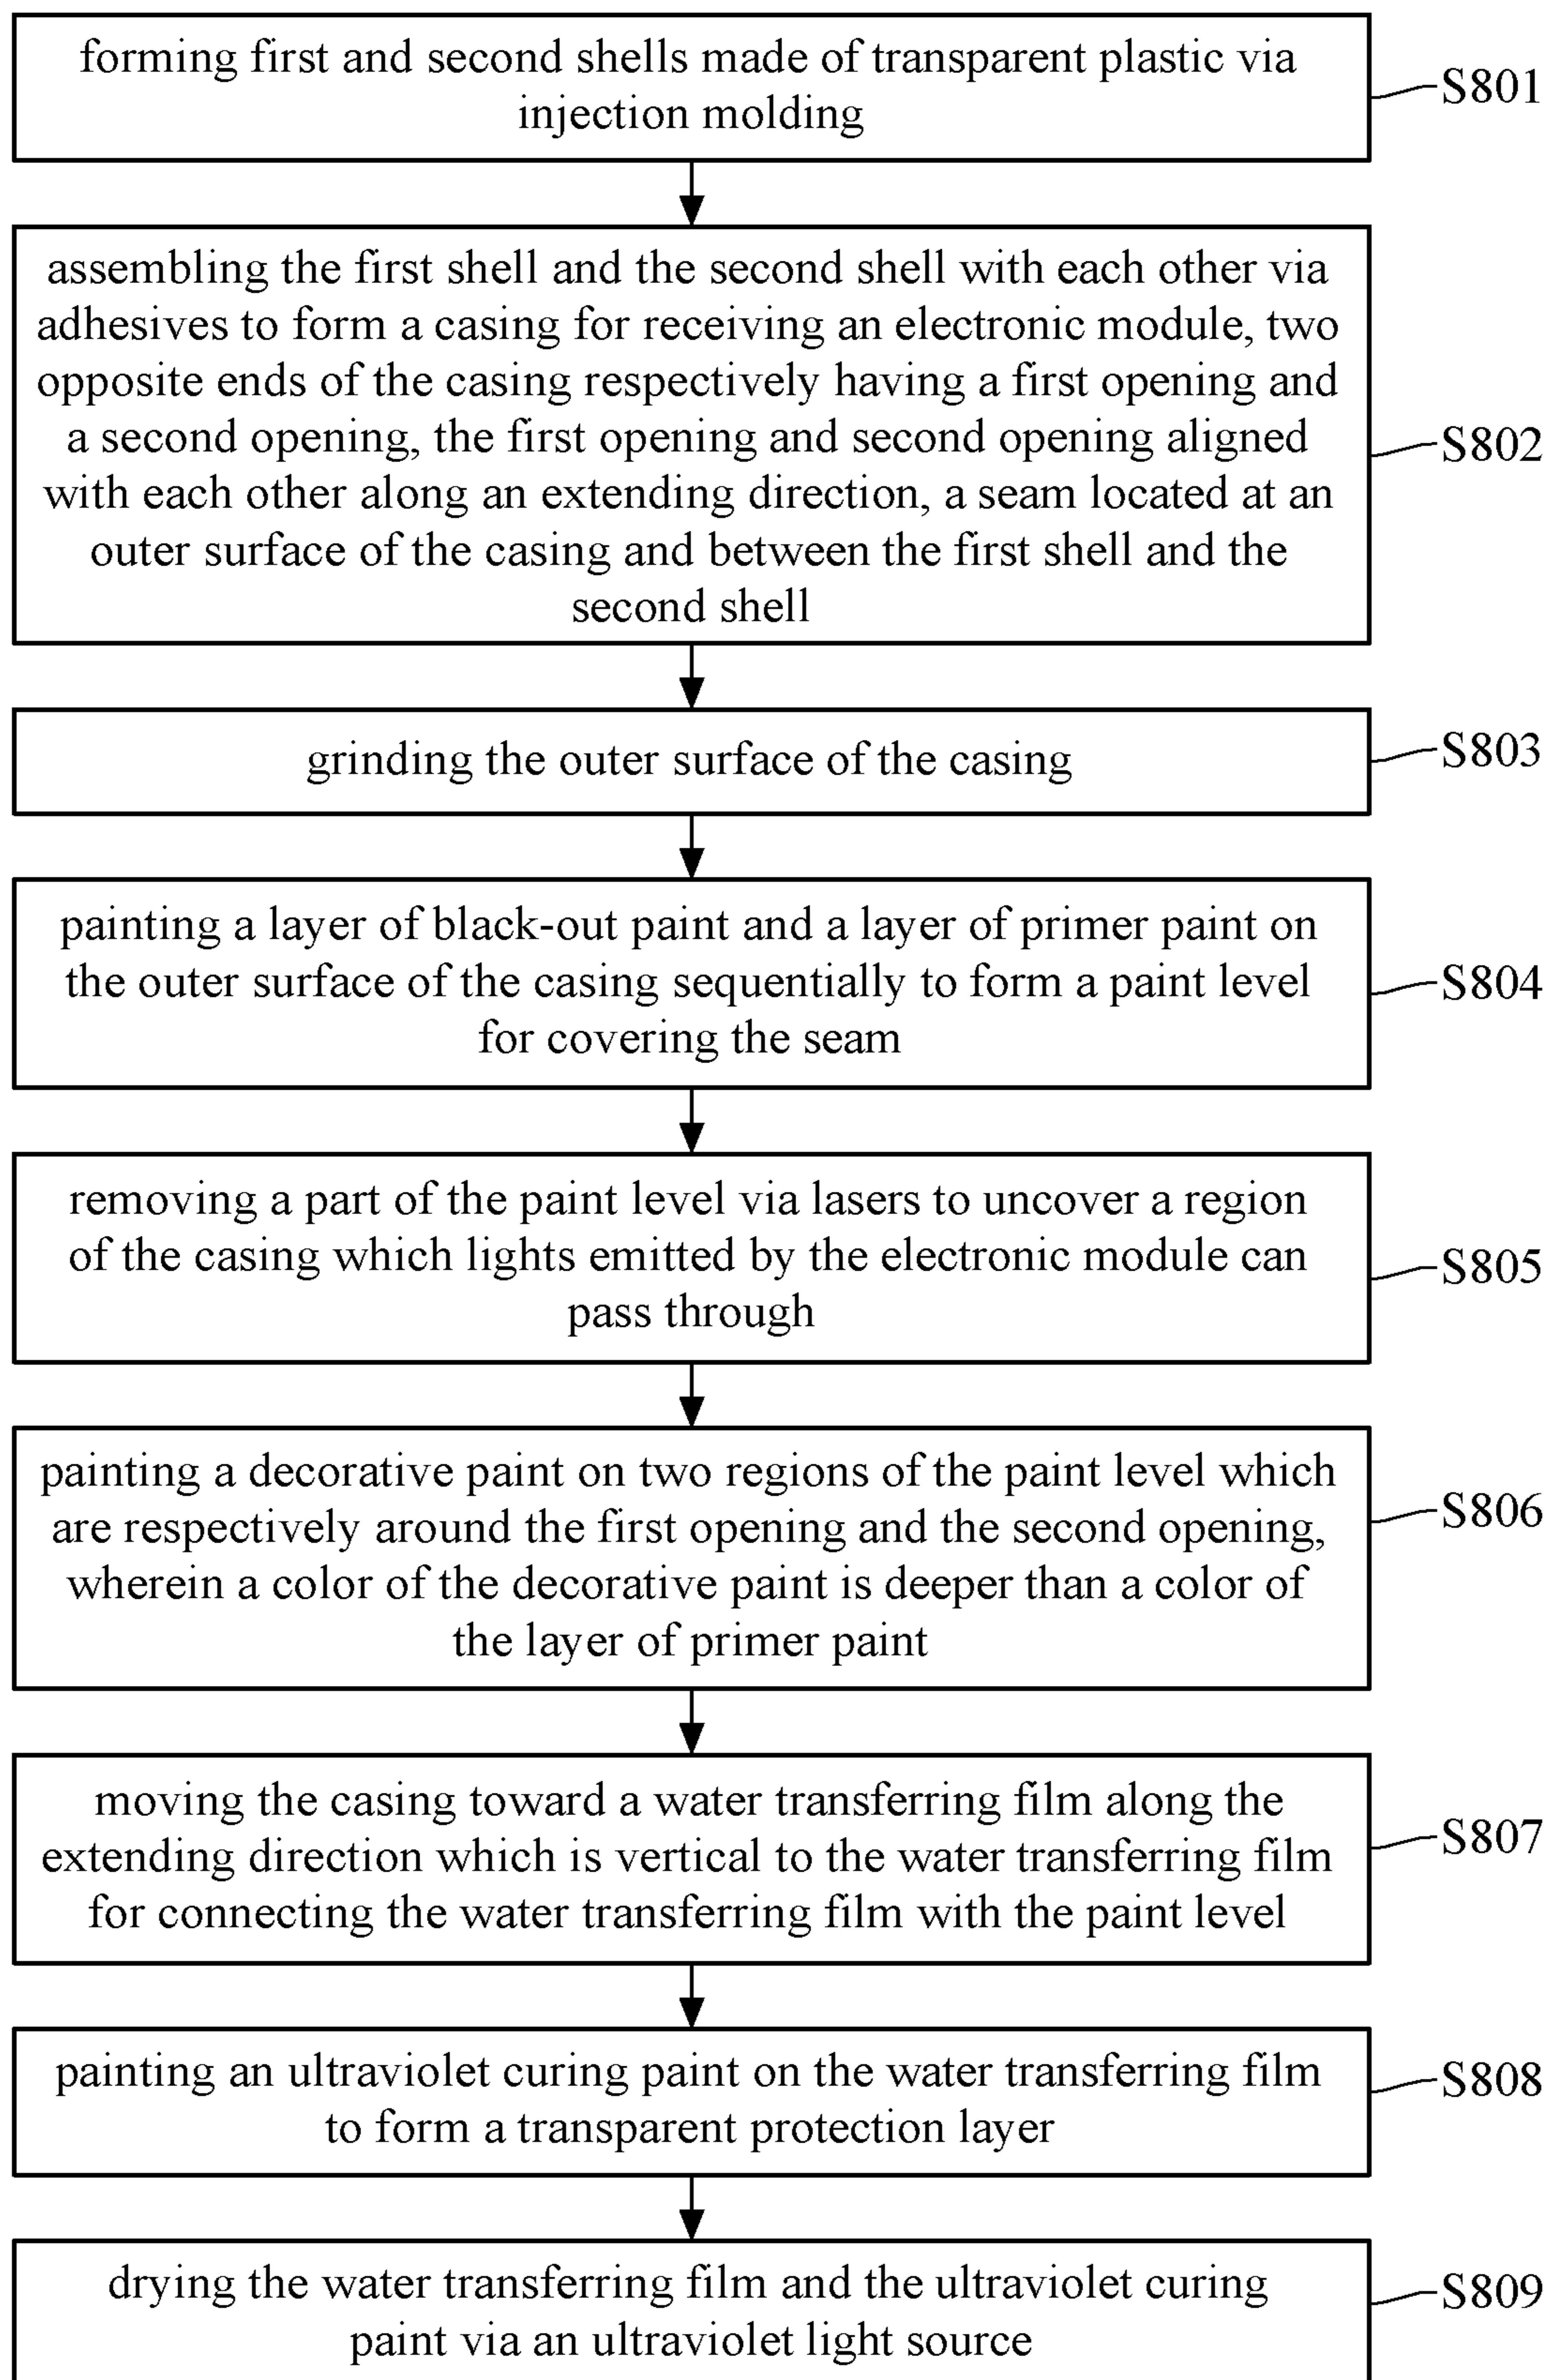 forming first and second shells made of transparent plastic via
injection molding
S801
assembling the first shell and the second shell with each other via
adhesives to form a casing for receiving an electronic module, two
opposite ends of the casing respectively having a first opening and
a second opening, the first opening and second opening aligned
with each other along an extending direction, a seam located at an
outer surface of the casing and between the first shell and the
second shell
S802
grinding the outer surface of the casing
S803
painting a layer of black-out paint and a layer of primer paint on
the outer surface of the casing sequentially to form a paint level
for covering the seam
S804
removing a part of the paint level via lasers to uncover a region
of the casing which lights emitted by the electronic module can
pass through
S805
painting a decorative paint on two regions of the paint level which
are respectively around the first opening and the second opening,
wherein a color of the decorative paint is deeper than a color of
the layer of primer paint
S806
moving the casing toward a water transferring film along the
extending direction which is vertical to the water transferring film
for connecting the water transferring film with the paint level
S807
painting an ultraviolet curing paint on the water transferring film
to form a transparent protection layer
S808
drying the water transferring film and the ultraviolet curing
paint via an ultraviolet light source
S809